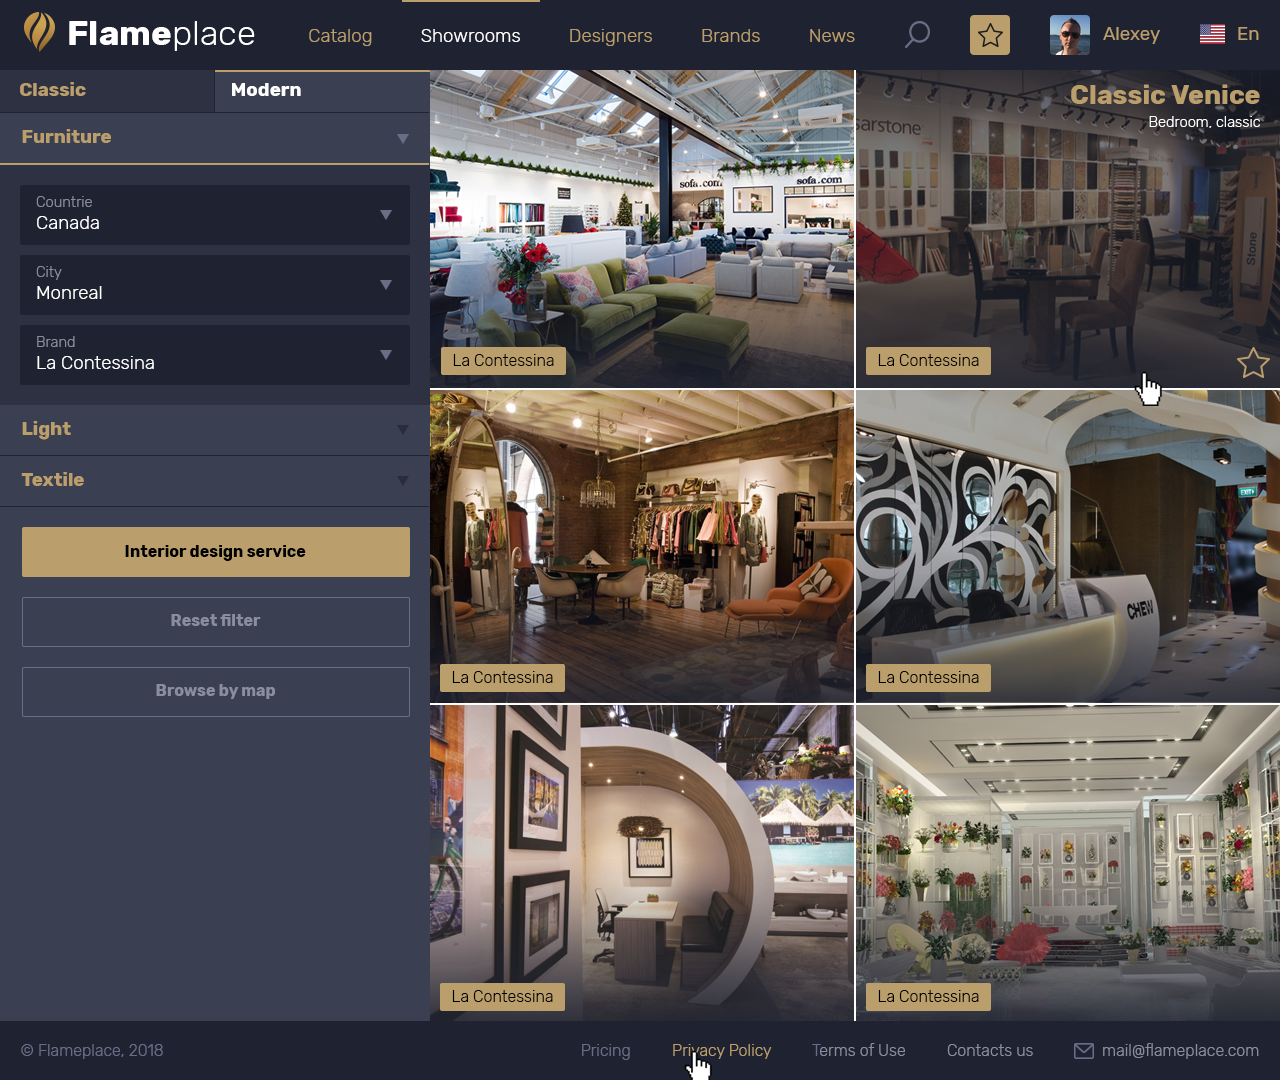 Flameplace
Catalog
Showrooms
Designers
Brands
News
Alexey
En
Classic
Modern
Furniture
Countrie
Canada
City
Monreal
Brand
La Contessina
Light
Textile
Interior design service
Reset filter
Browse by map
sofa.com
sofa.com
La Contessina
Classic Venice
Bedroom, classic
sarstone
Stone
La Contessina
La Contessina
EXIT
CHEW
La Contessina
La Contessina
La Contessina
© Flameplace, 2018
Pricing
Privacy Policy
Terms of Use
Contacts us
mail@flameplace.com